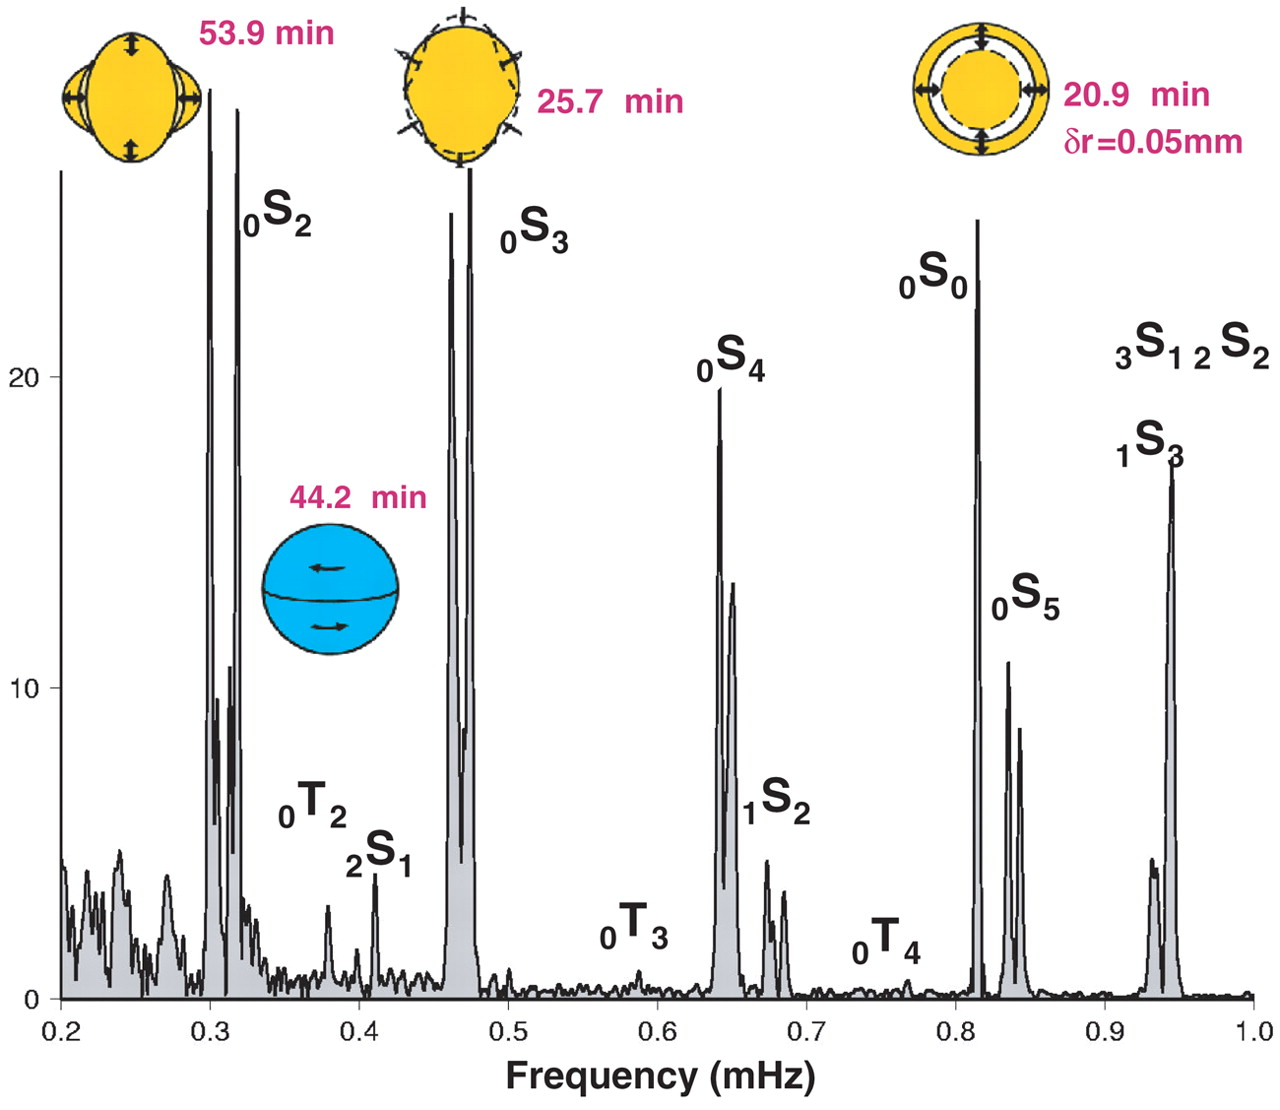 53.9 min
25.7 min
20.9 min
δr=0.05mm
0S2
0S3
0S0
3S1 2S2
0S4
1S3
20
44.2 min
0S5
10
0T2
1S2
2S1
0T3
0T4
0
0.2 0.3 0.4 0.5 0.6 0.7 0.8 0.9 1.0
Frequency (mHz)